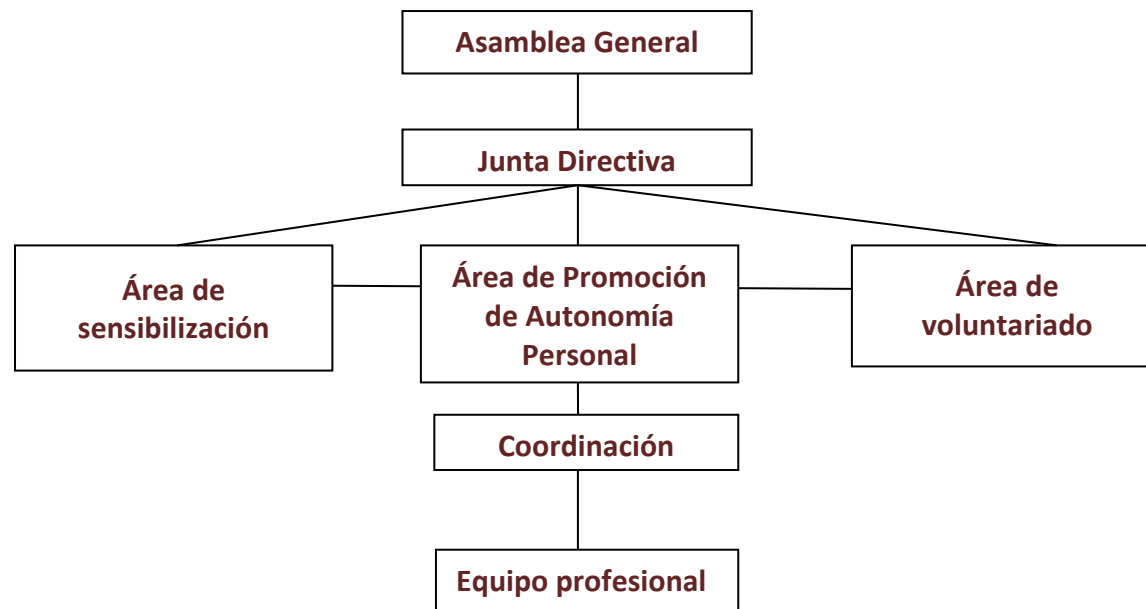 Asamblea General
Junta Directiva
Área de
sensibilización
Área de Promoción
de Autonomía
Personal
Área de
voluntariado
Coordinación
Equipo profesional